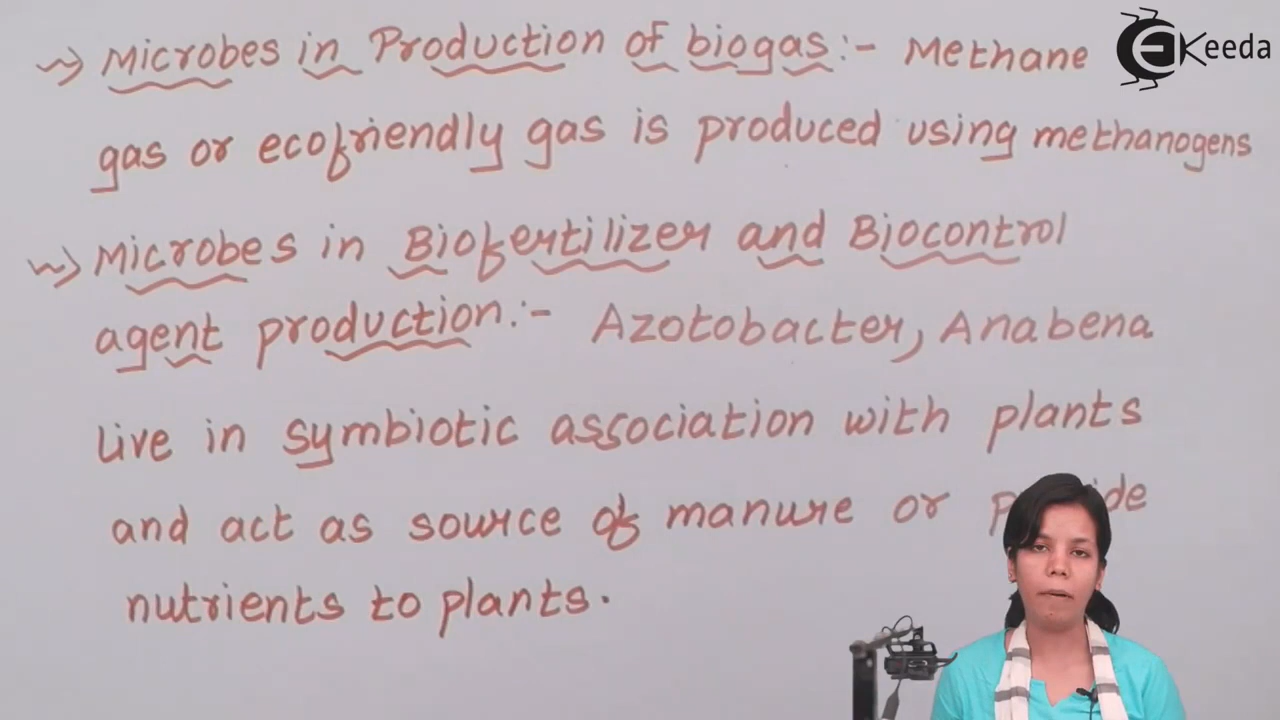 Microbes in Production of biogas:- Methane
Keeda
gas or ecofriendly gas is produced using methanogens
Microbes in Biofertilizer and Biocontrol
agent production:- Azotobacter, Anabena
live in symbiotic association with plants
and act as source of manure or
nutrients to plants.